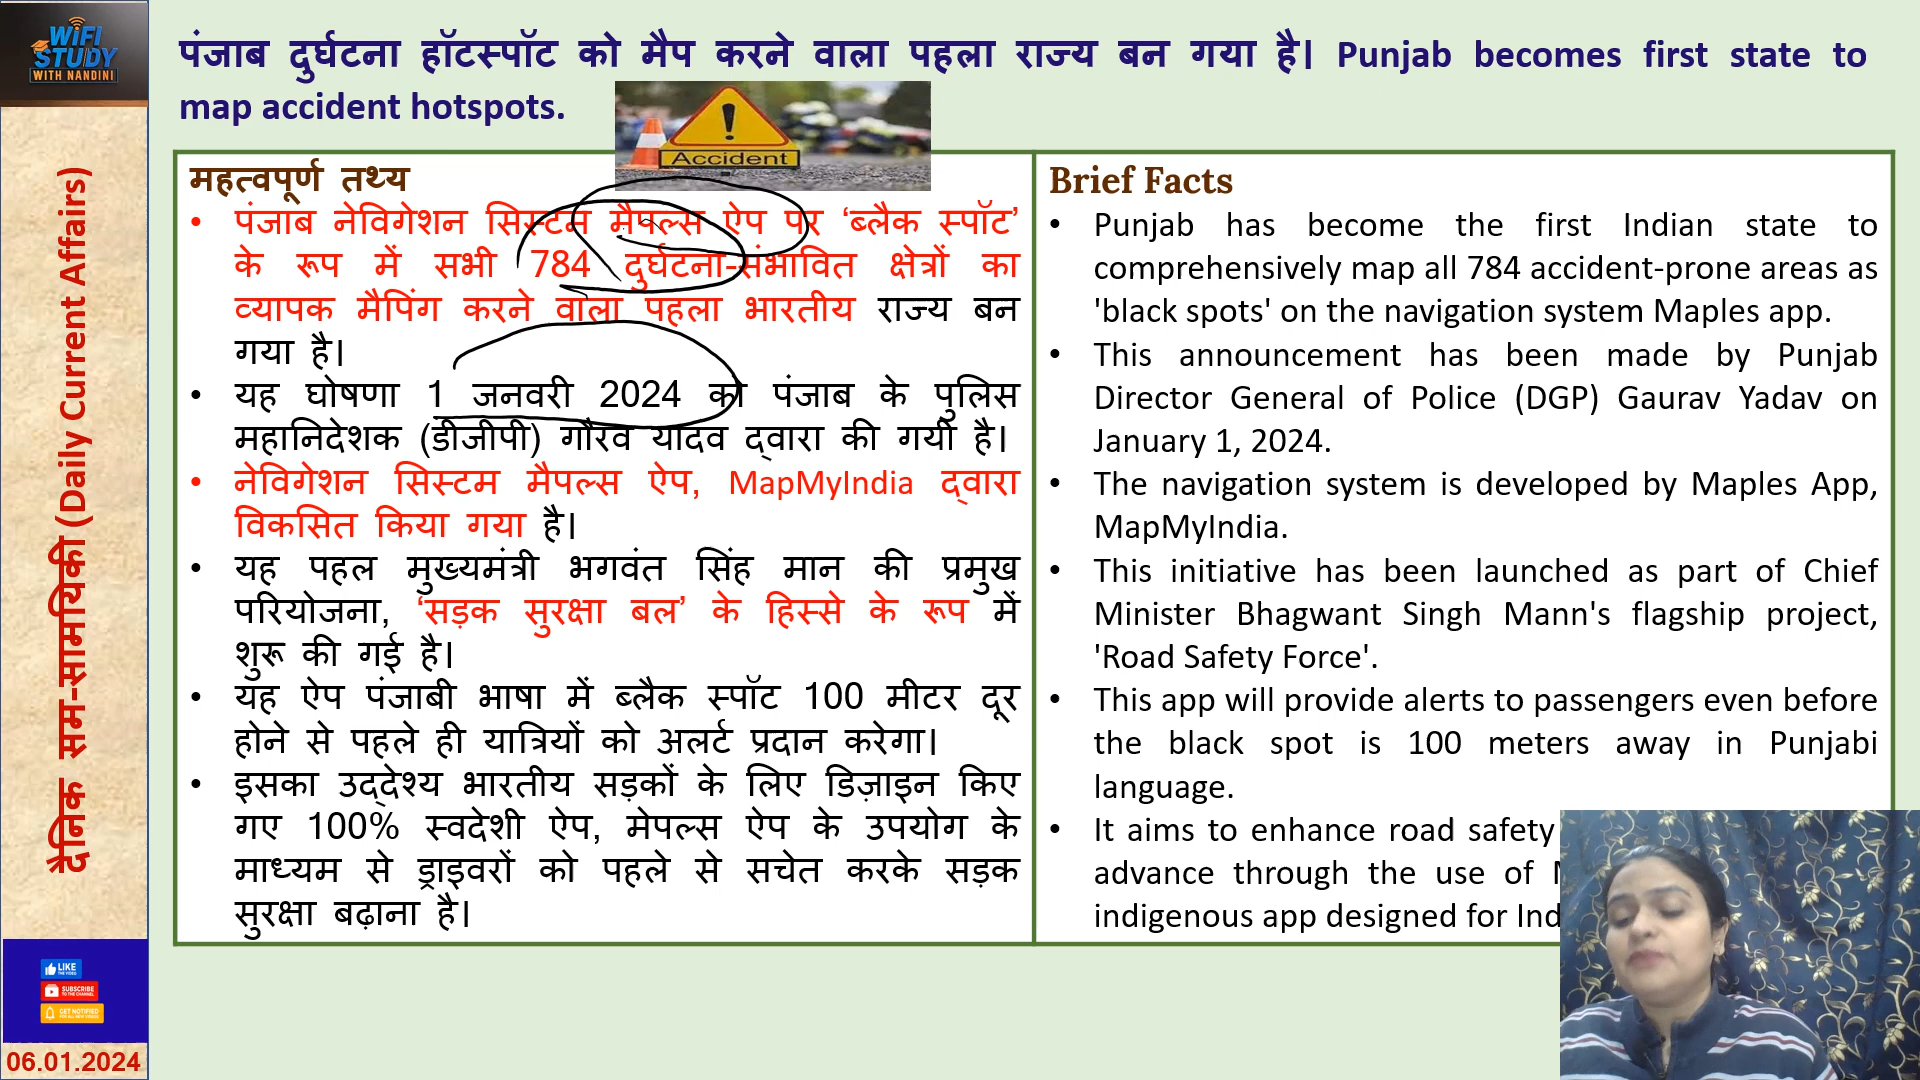 WiFi
STUDY
WITH NANDINI
दैनिक सम-सामयिकी (Daily Current Affairs)
LIKE
THE VIDEO
SUBSCRIBE
TO THE CHANNEL
GET NOTIFIED
06.01.2024
पंजाब दुर्घटना हॉटस्पॉट को मैप करने वाला पहला राज्य बन गया है। Punjab becomes first state to
map accident hotspots.
Accident
महत्वपूर्ण तथ्य
• पंजाब नेविगेशन सिस्टम मैपल्स ऐप पर ‘ब्लैक स्पॉट’
के रूप में सभी 784 दुर्घटना-संभावित क्षेत्रों का
व्यापक मैपिंग करने वाला पहला भारतीय राज्य बन
गया है।
• यह घोषणा 1 जनवरी 2024 को पंजाब के पुलिस
महानिदेशक (डीजीपी) गौरव यादव द्वारा की गयी है।
• नेविगेशन सिस्टम मैपल्स ऐप, MapMyIndia द्वारा
विकसित किया गया है।
• यह पहल मुख्यमंत्री भगवंत सिंह मान की प्रमुख
परियोजना, ‘सड़क सुरक्षा बल’ के हिस्से के रूप में
शुरू की गई है।
• यह ऐप पंजाबी भाषा में ब्लैक स्पॉट 100 मीटर दूर
होने से पहले ही यात्रियों को अलर्ट प्रदान करेगा।
• इसका उद्देश्य भारतीय सड़कों के लिए डिज़ाइन किए
गए 100% स्वदेशी ऐप, मेपल्स ऐप के उपयोग के
माध्यम से ड्राइवरों को पहले से सचेत करके सड़क
सुरक्षा बढ़ाना है।
Brief Facts
• Punjab has become the first Indian state to
comprehensively map all 784 accident-prone areas as
'black spots' on the navigation system Maples app.
• This announcement has been made by Punjab
Director General of Police (DGP) Gaurav Yadav on
January 1, 2024.
• The navigation system is developed by Maples App,
MapMyIndia.
• This initiative has been launched as part of Chief
Minister Bhagwant Singh Mann's flagship project,
'Road Safety Force'.
• This app will provide alerts to passengers even before
the black spot is 100 meters away in Punjabi
language.
• It aims to enhance road safety
advance through the use of
indigenous app designed for Ind